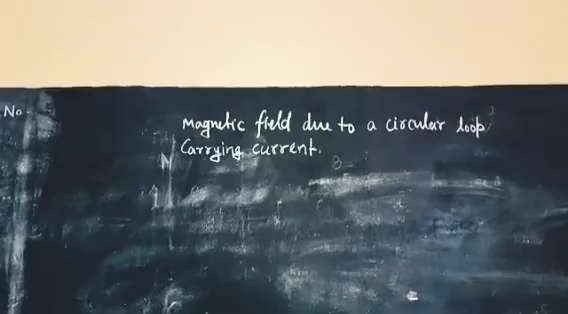 No.
Magnetic field due to a circular loop
Carrying current.